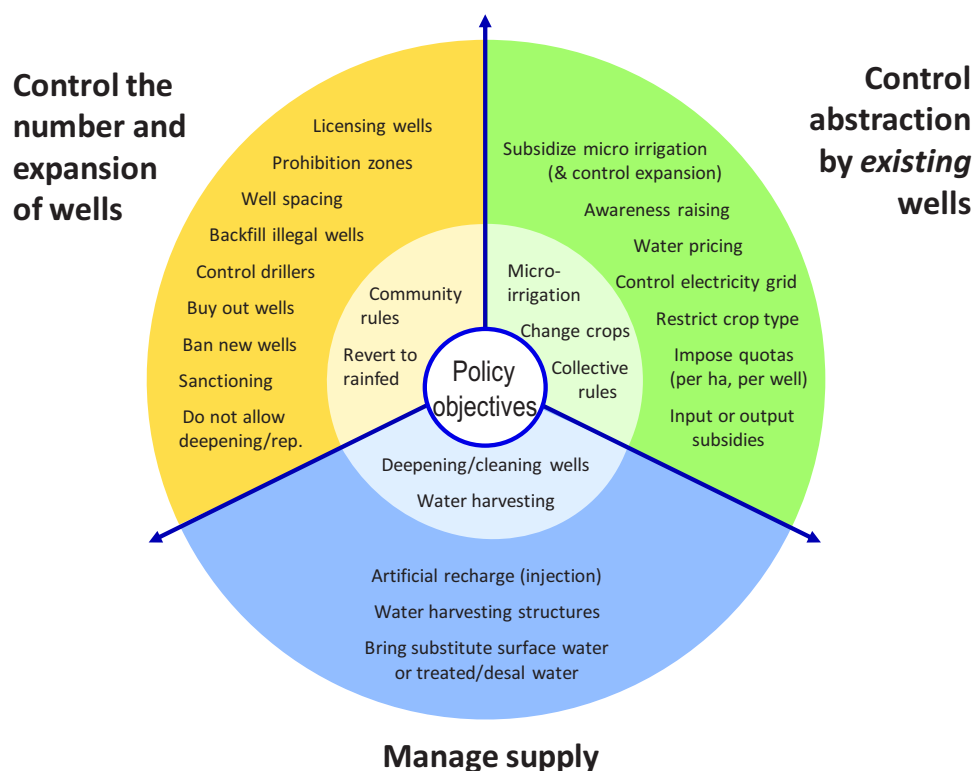 Control the
number and
expansion
of wells
Control
abstraction
by existing
wells
Licensing wells
Prohibition zones
Well spacing
Backfill illegal wells
Control drillers
Buy out wells
Ban new wells
Sanctioning
Do not allow
deepening/rep.
Community
rules
Revert to
rainfed
Subsidize micro irrigation
(& control expansion)
Awareness raising
Water pricing
Control electricity grid
Restrict crop type
Impose quotas
(per ha, per well)
Input or output
subsidies
Micro-
irrigation
Change crops
Collective
rules
Policy
objectives
Deepening/cleaning wells
Water harvesting
Artificial recharge (injection)
Water harvesting structures
Bring substitute surface water
or treated/desal water
Manage supply